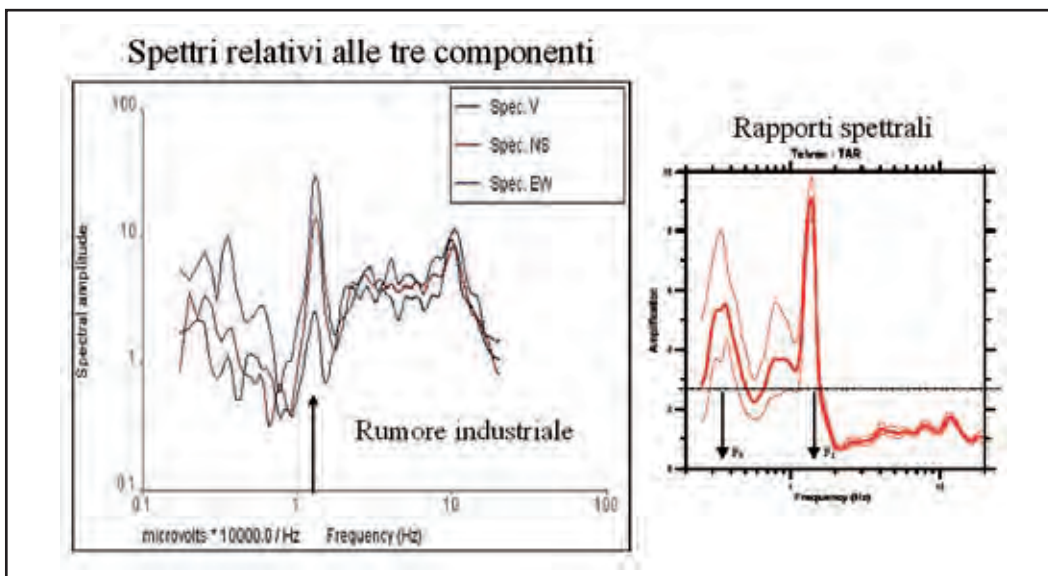 Spettri relativi alle tre componenti
100
10
1
0.1
Spectral amplitude
Spec. V
Spec. NS
Spec. EW
Rumore industriale
0.1
1
10
100
microvolts * 10000.0 / Hz
Frequency (Hz)
Rapporti spettrali
TAR
Amplification
Frequency (Hz)